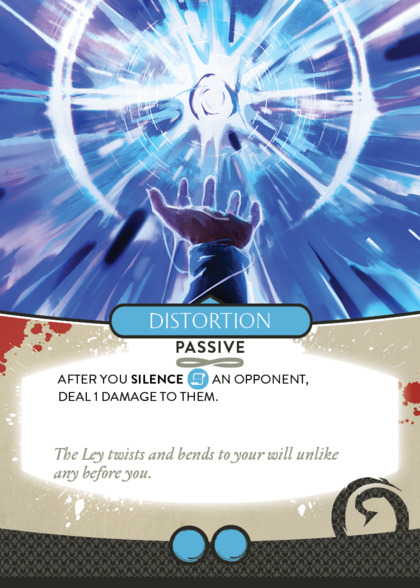 DISTORTION
PASSIVE
AFTER YOU SILENCE AN OPPONENT,
DEAL 1 DAMAGE TO THEM.
The Ley twists and bends to your will unlike
any before you.